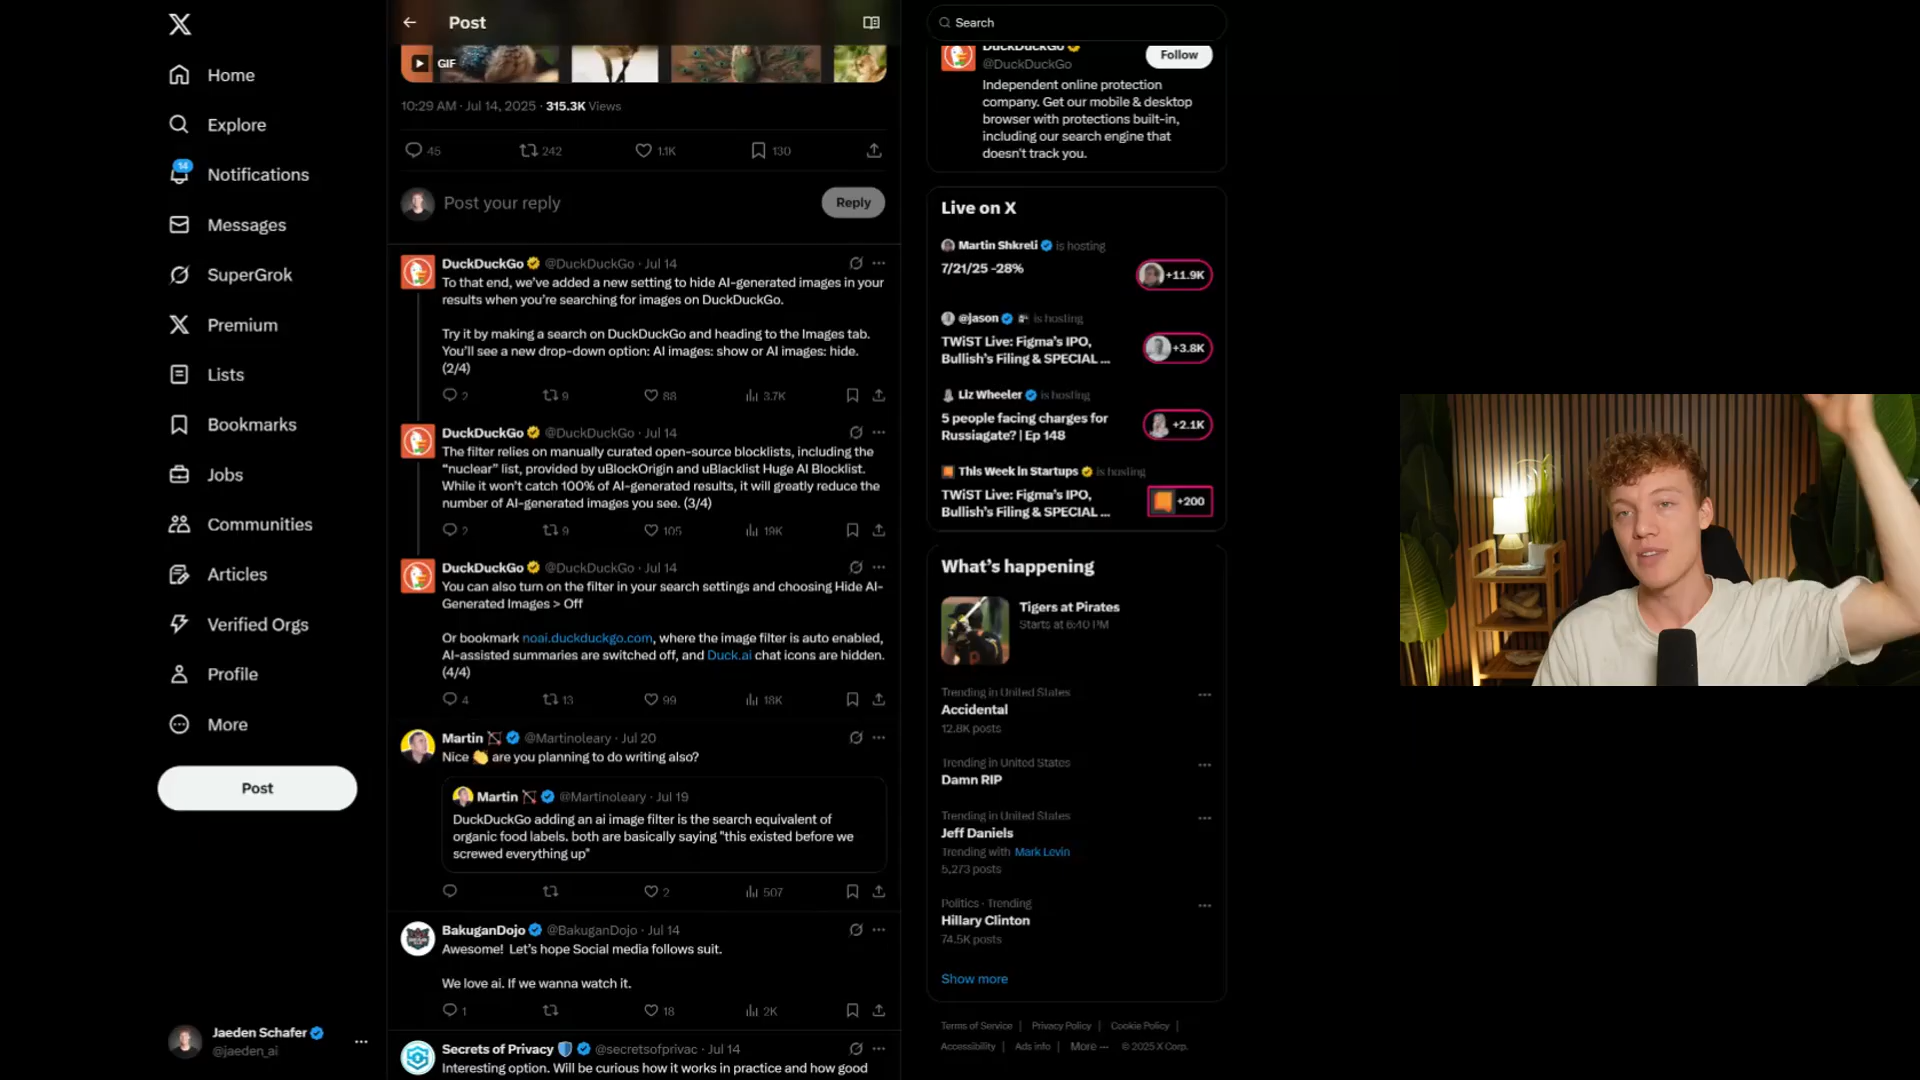 Home
Explore
14
Notifications
Messages
SuperGrok
Premium
Lists
Bookmarks
Jobs
Communities
Articles
Verified Orgs
Profile
More
Post
Jaeden Schafer
@jaeden_ai
Post
GIF
10:29 AM · Jul 14, 2025 · 315.3K Views
45 242 1.1K 130
Post your reply
Reply
DuckDuckGo @DuckDuckGo · Jul 14
To that end, we've added a new setting to hide AI-generated images in your
results when you're searching for images on DuckDuckGo.
Try it by making a search on DuckDuckGo and heading to the Images tab.
You'll see a new drop-down option: AI images: show or AI images: hide.
(2/4)
2 9 88 3.7K
DuckDuckGo @DuckDuckGo · Jul 14
The filter relies on manually curated open-source blocklists, including the
“nuclear” list, provided by uBlockOrigin and uBlacklist Huge AI Blocklist.
While it won't catch 100% of AI-generated results, it will greatly reduce the
number of AI-generated images you see. (3/4)
2 9 105 19K
DuckDuckGo @DuckDuckGo · Jul 14
You can also turn on the filter in your search settings and choosing Hide AI-
Generated Images > Off
Or bookmark noai.duckduckgo.com, where the image filter is auto enabled,
AI-assisted summaries are switched off, and Duck.ai chat icons are hidden.
(4/4)
4 13 99 18K
Martin @Martinoleary · Jul 20
Nice 👏 are you planning to do writing also?
Martin @Martinoleary · Jul 19
DuckDuckGo adding an ai image filter is the search equivalent of
organic food labels. both are basically saying "this existed before we
screwed everything up"
2 507
BakuganDojo @BakuganDojo · Jul 14
Awesome! Let's hope Social media follows suit.
We love ai. If we wanna watch it.
1 18 2K
Secrets of Privacy @secretsofprivac · Jul 14
Interesting option. Will be curious how it works in practice and how good
Search
DuckDuckGo
@DuckDuckGo
Follow
Independent online protection
company. Get our mobile & desktop
browser with protections built-in,
including our search engine that
doesn't track you.
Live on X
Martin Shkreli is hosting
7/21/25 -28%
+11.9K
@jason is hosting
TWiST Live: Figma's IPO,
Bullish's Filing & SPECIAL ...
+3.8K
Liz Wheeler is hosting
5 people facing charges for
Russiagate? | Ep 148
+2.1K
This Week In Startups is hosting
TWiST Live: Figma's IPO,
Bullish's Filing & SPECIAL ...
+200
What's happening
Tigers at Pirates
Starts at 6:40 PM
Trending in United States
Accidental
12.8K posts
Trending in United States
Damn RIP
Trending in United States
Jeff Daniels
Trending with Mark Levin
5,273 posts
Politics · Trending
Hillary Clinton
74.5K posts
Show more
Terms of Service | Privacy Policy | Cookie Policy |
Accessibility | Ads info | More ··· © 2025 X Corp.